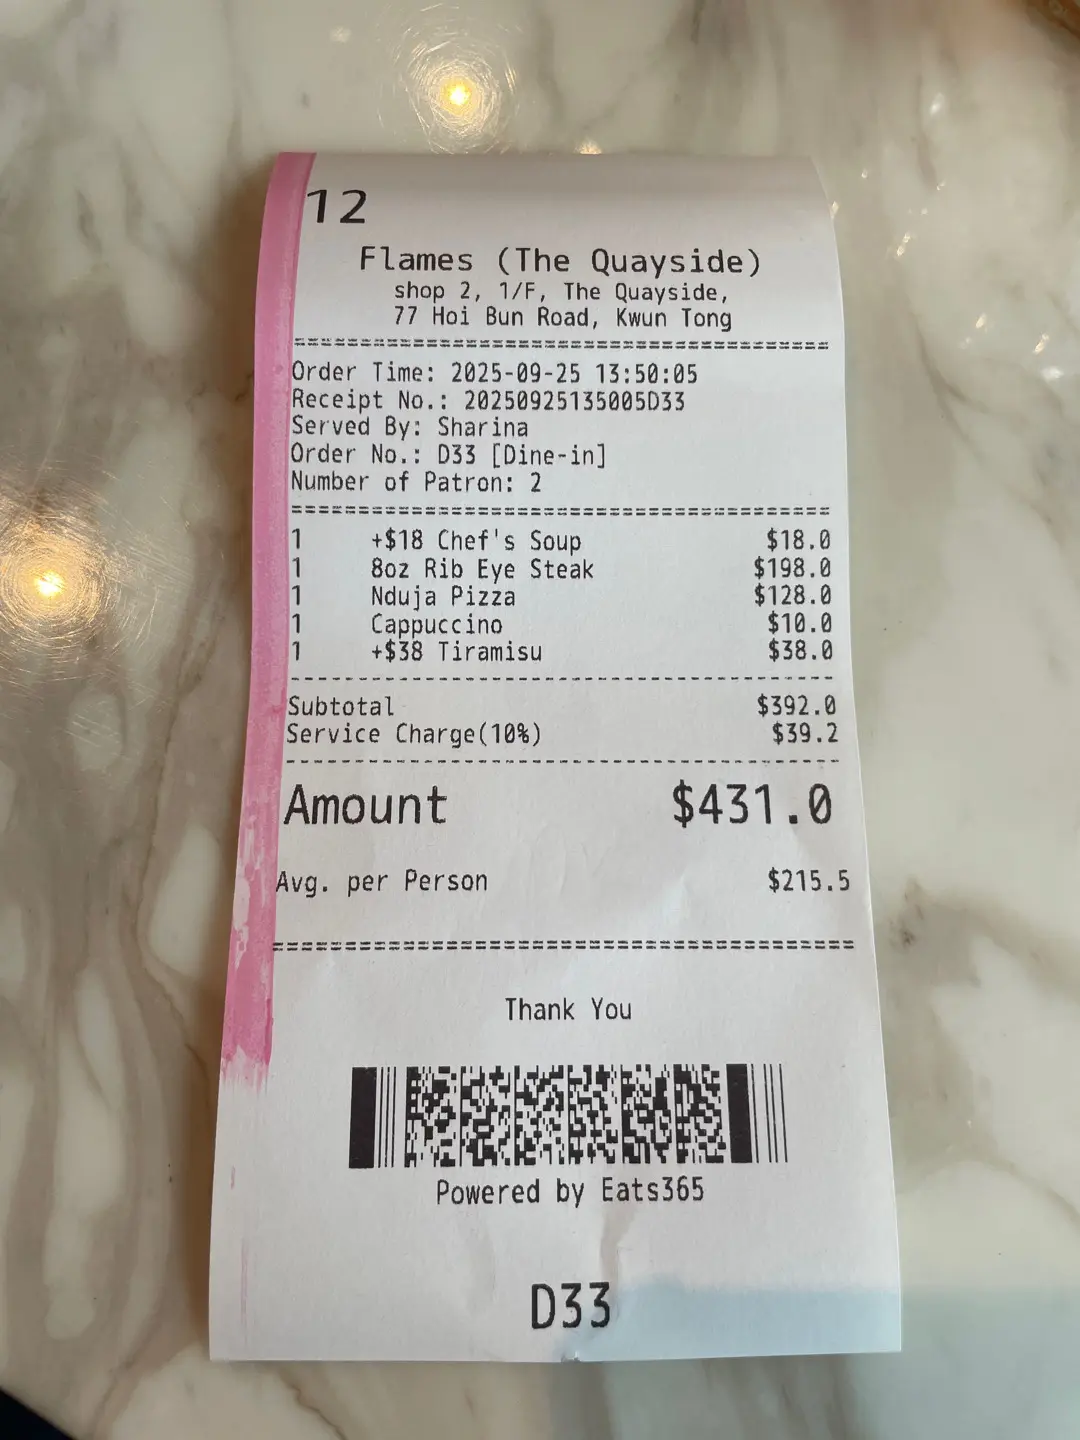 12
Flames (The Quayside)
shop 2, 1/F, The Quayside,
77 Hoi Bun Road, Kwun Tong
Order Time: 2025-09-25 13:50:05
Receipt No.: 20250925135005D33
Served By: Sharina
Order No.: D33 [Dine-in]
Number of Patron: 2
1 +$18 Chef's Soup $18.0
1 8oz Rib Eye Steak $198.0
1 Nduja Pizza $128.0
1 Cappuccino $10.0
1 +$38 Tiramisu $38.0
Subtotal $392.0
Service Charge(10%) $39.2
Amount $431.0
Avg. per Person $215.5
Thank You
Powered by Eats365
D33